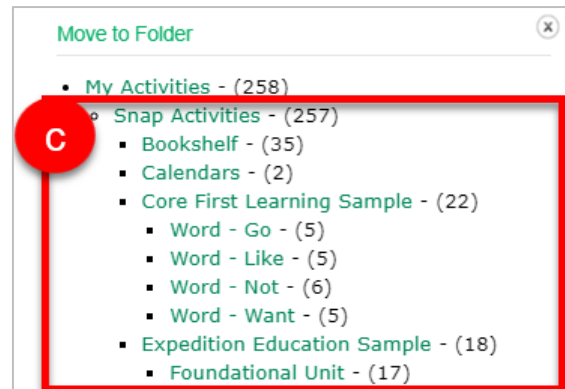 Move to Folder
x
My Activities - (258)
C
Snap Activities - (257)
Bookshelf - (35)
Calendars - (2)
Core First Learning Sample - (22)
Word - Go - (5)
Word - Like - (5)
Word - Not - (6)
Word - Want - (5)
Expedition Education Sample - (18)
Foundational Unit - (17)